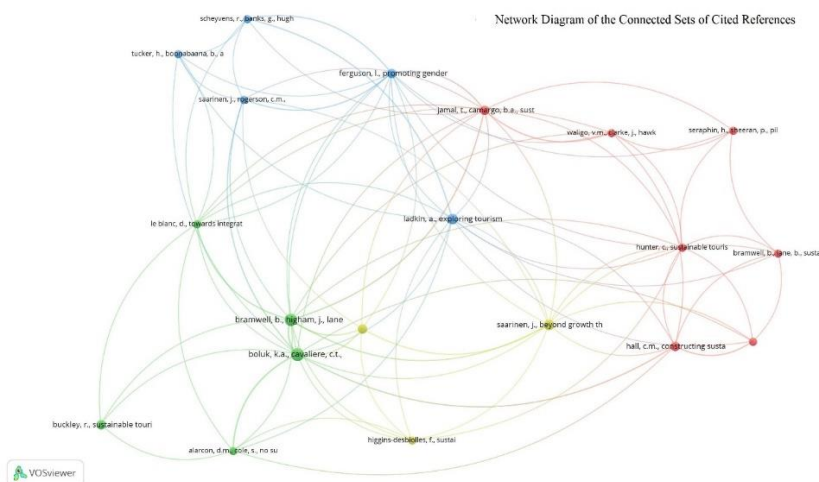 scheyvens, r., banks, g., hugh
Network Diagram of the Connected Sets of Cited References
tucker, h., boonabaana, b., a
ferguson, l., promoting gender
saarinen, j., rogerson, c.m.,
jamal, t., camargo, b.a., sust
waligo, v.m., clarke, j., hawk
seraphin, h., sheeran, p., pil
le blanc, d., towards integrat
ladkin, a., exploring tourism
hunter, c., sustainable touris
bramwell, b., lane, b., susta
bramwell, b., higham, j., lane
saarinen, j., beyond growth th
boluk, k.a., cavaliere, c.t.,
hall, c.m., constructing susta
buckley, r., sustainable touri
higgins-desbiolles, f., sustai
alarcon, d.m., cole, s., no su
VOSviewer